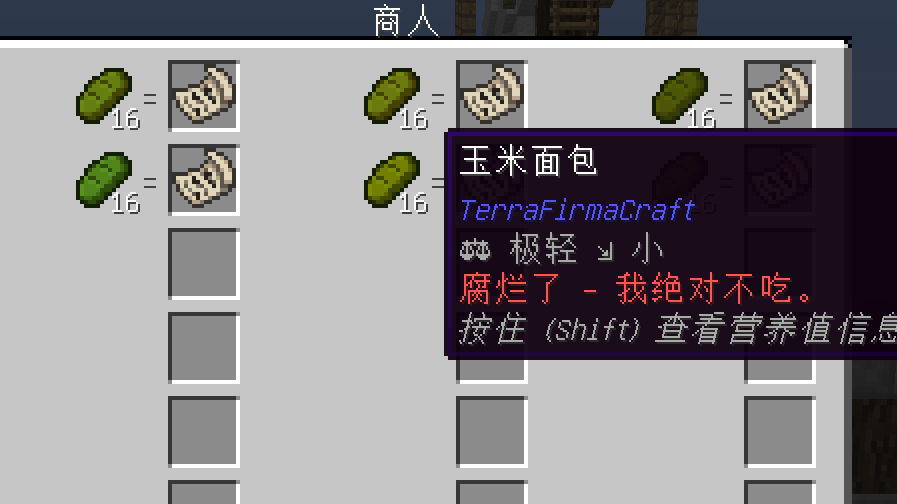 商人
16 = 16 = 16 =
16 = 16 =
玉米面包
TerraFirmaCraft
极轻 ⇲ 小
腐烂了 - 我绝对不吃。
按住 (Shift) 查看营养值信息